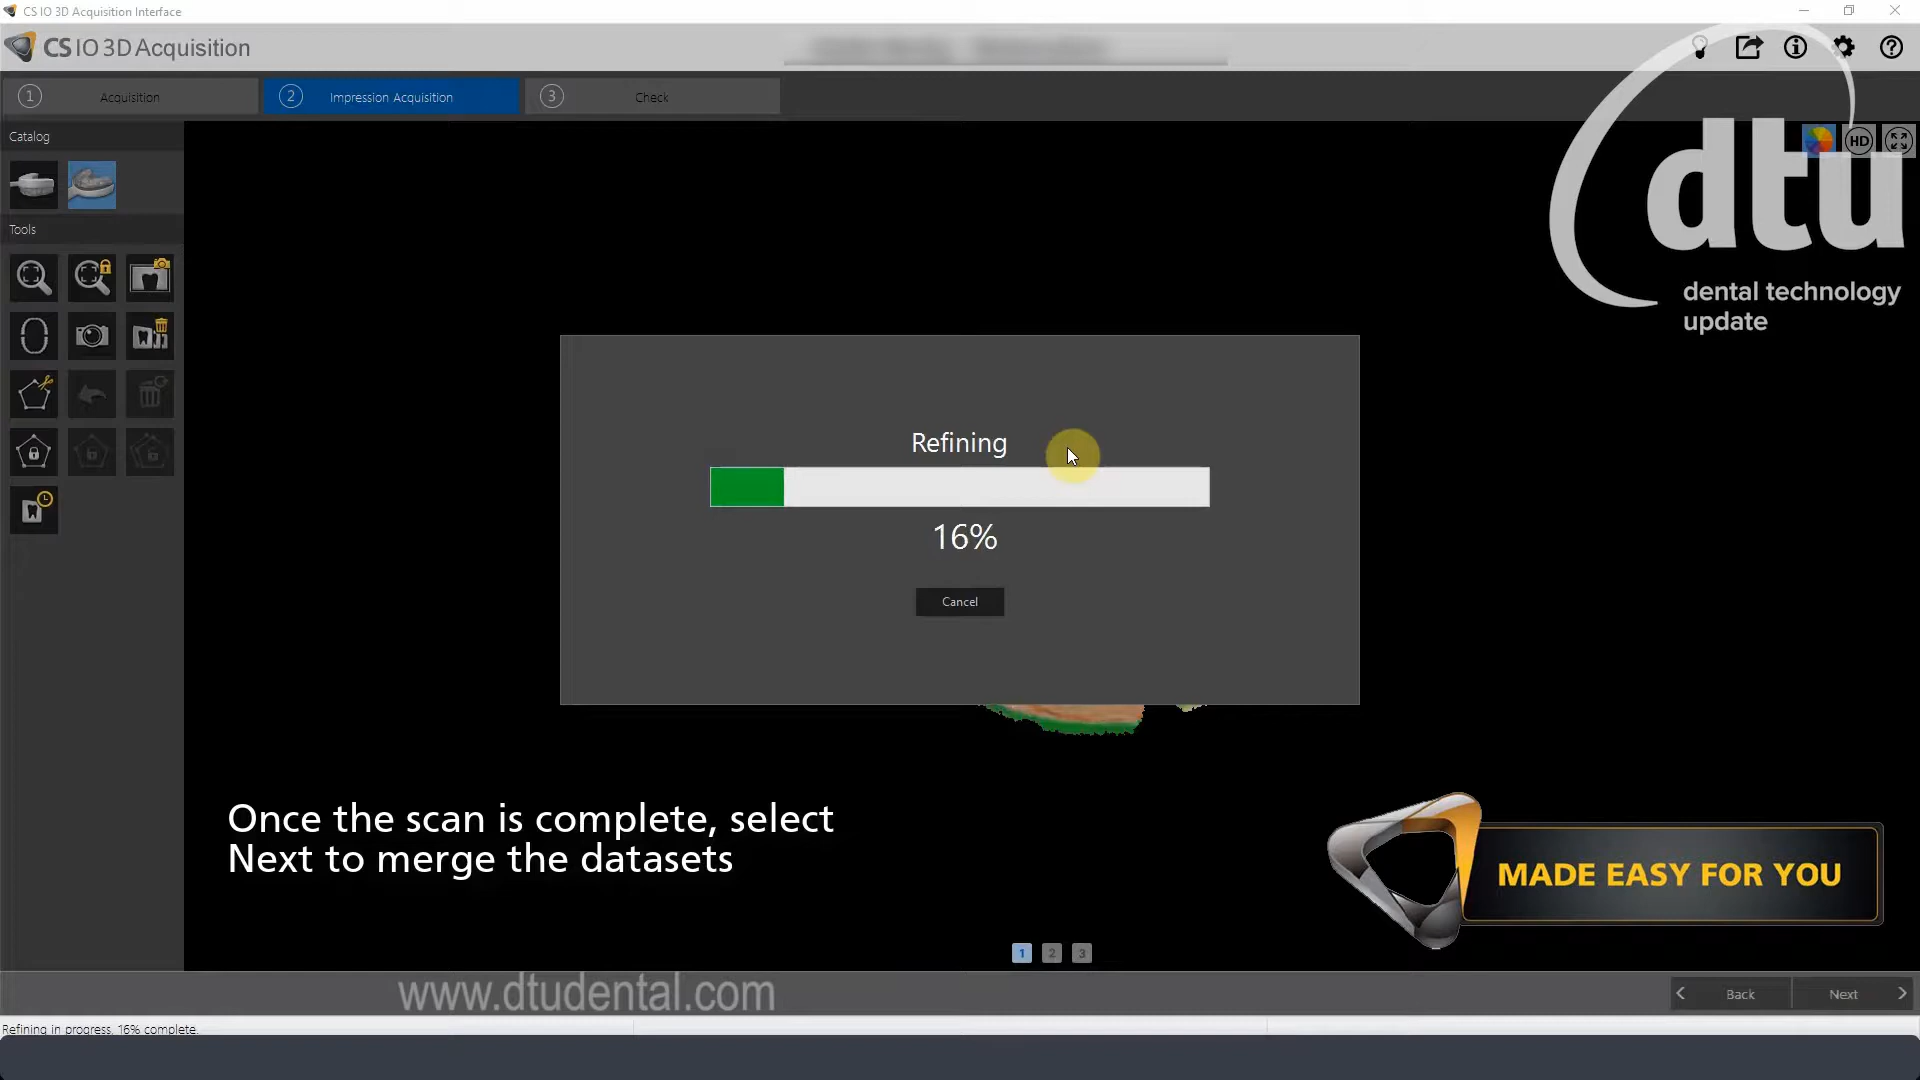 CS IO 3D Acquisition Interface
CS IO 3D Acquisition
1 Acquisition
2 Impression Acquisition
3 Check
Catalog
HD
dtu
Tools
dental technology
update
Refining
16%
Cancel
Once the scan is complete, select
Next to merge the datasets
MADE EASY FOR YOU
1 2 3
www.dtudental.com
Back
Next
Refining in progress, 16% complete.